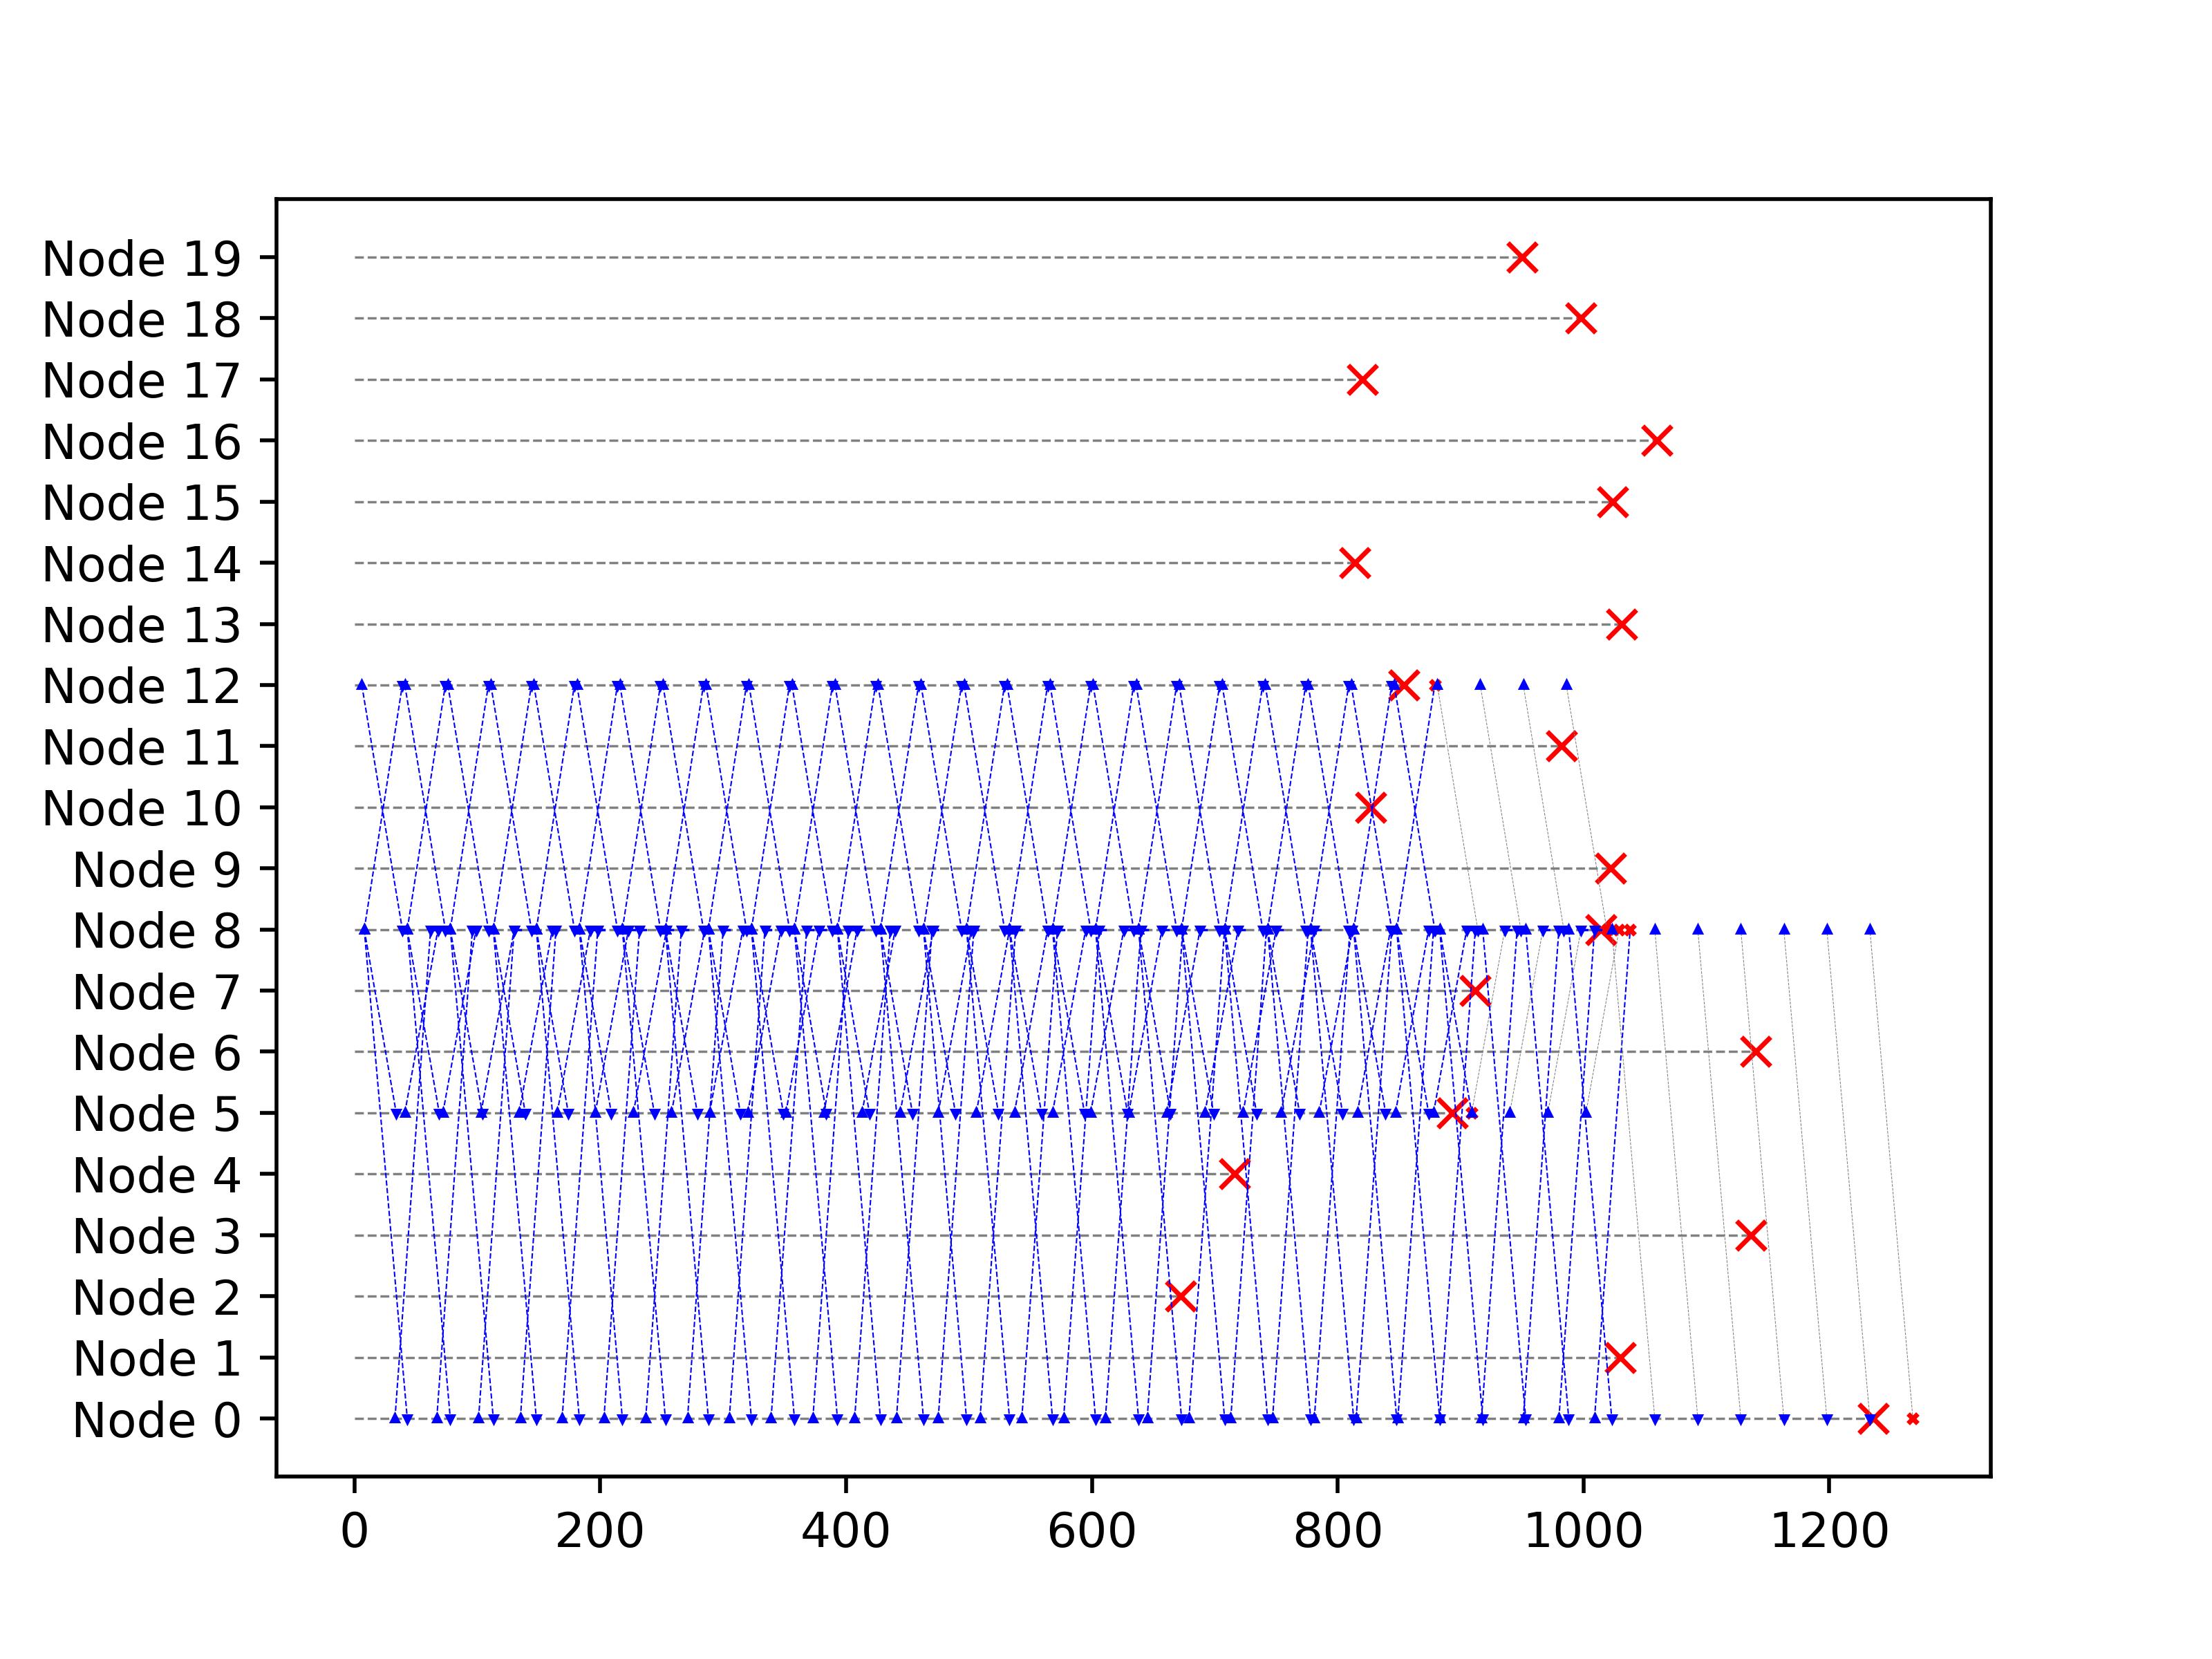 Node 19
Node 18
Node 17
Node 16
Node 15
Node 14
Node 13
Node 12
Node 11
Node 10
Node 9
Node 8
Node 7
Node 6
Node 5
Node 4
Node 3
Node 2
Node 1
Node 0
0 200 400 600 800 1000 1200